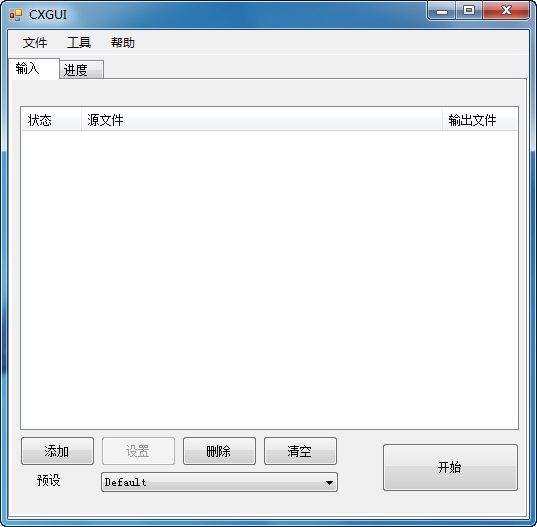 CXGUI
文件 工具 帮助
输入 进度
状态 源文件 输出文件
添加 设置 删除 清空
开始
预设 Default